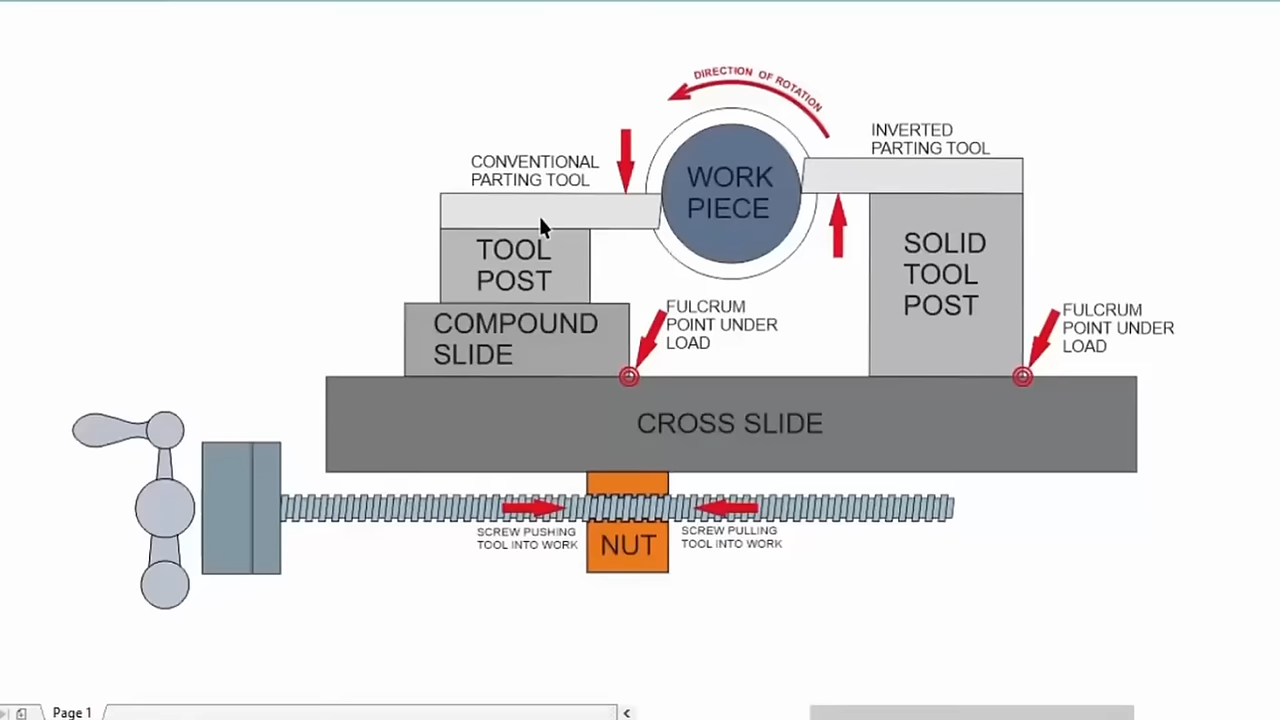 DIRECTION OF ROTATION
INVERTED
PARTING TOOL
CONVENTIONAL
PARTING TOOL
WORK
PIECE
TOOL
POST
SOLID
TOOL
POST
COMPOUND
SLIDE
FULCRUM
POINT UNDER
LOAD
FULCRUM
POINT UNDER
LOAD
CROSS SLIDE
SCREW PUSHING
TOOL INTO WORK
SCREW PULLING
TOOL INTO WORK
NUT
Page 1